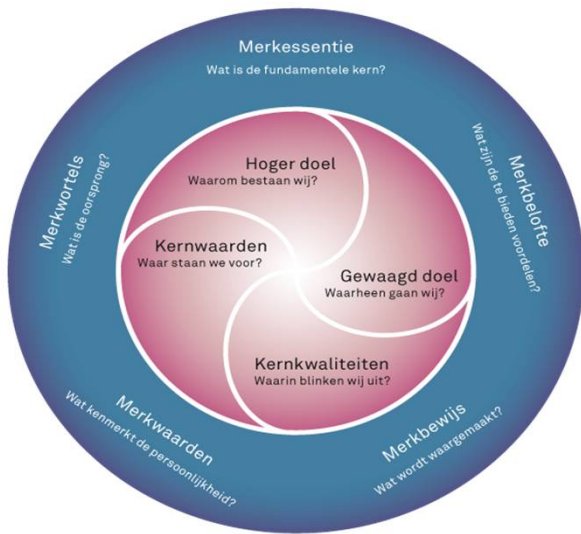 Merkessentie
Wat is de fundamentele kern?
Merkbelofte
Wat zijn de te bieden voordelen?
Merkbewijs
Wat wordt waargemaakt?
Merkwaarden
Wat kenmerkt de persoonlijkheid?
Merkwortels
Wat is de oorsprong?
Hoger doel
Waarom bestaan wij?
Kernwaarden
Waar staan we voor?
Gewaagd doel
Waarheen gaan wij?
Kernkwaliteiten
Waarin blinken wij uit?